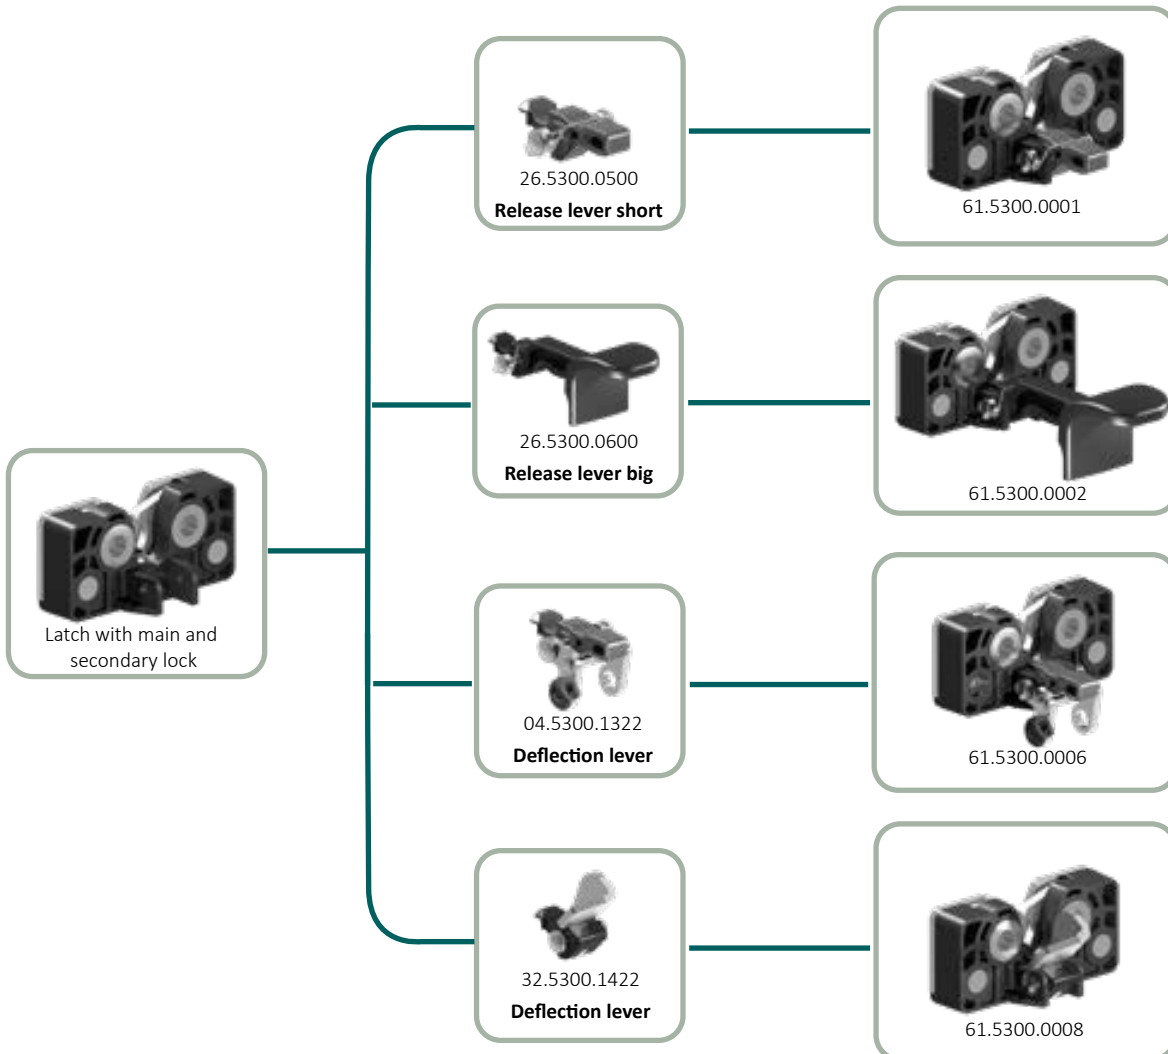 26.5300.0500
Release lever short
61.5300.0001
26.5300.0600
Release lever big
61.5300.0002
Latch with main and
secondary lock
04.5300.1322
Deflection lever
61.5300.0006
32.5300.1422
Deflection lever
61.5300.0008